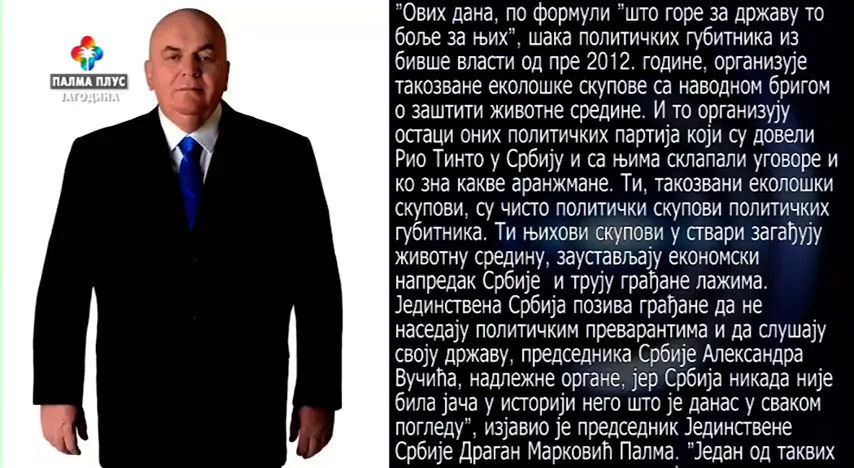 ПАЛМА ПЛУС
ЈАГОДИНА
”Ових дана, по формули ”што горе за државу то
боље за њих”, шака политичких губитника из
бивше власти од пре 2012. године, организује
такозване еколошке скупове са наводном бригом
о заштити животне средине. И то организују
остаци оних политичких партија који су довели
Рио Тинто у Србију и са њима склапали уговоре и
ко зна какве аранжмане. Ти, такозвани еколошки
скупови, су чисто политички скупови политичких
губитника. Ти њихови скупови у ствари загађују
животну средину, заустављају економски
напредак Србије и трују грађане лажима.
Јединствена Србија позива грађане да не
наседају политичким преварантима и да слушају
своју државу, председника Србије Александра
Вучића, надлежне органе, јер Србија никада није
била јача у историји него што је данас у сваком
погледу”, изјавио је председник Јединствене
Србије Драган Марковић Палма. ”Један од таквих